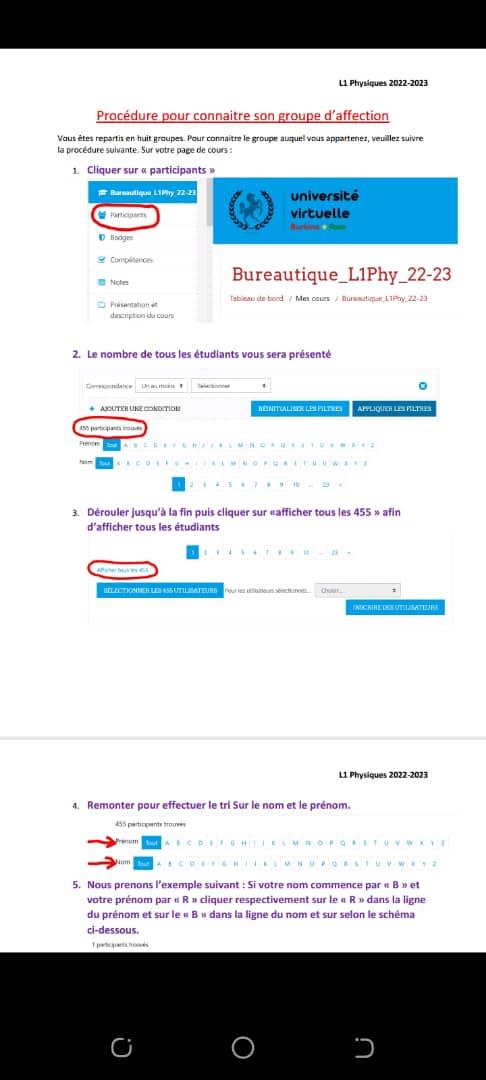 L1 Physiques 2022-2023
Procédure pour connaitre son groupe d'affection
Vous êtes repartis en huit groupes. Pour connaitre le groupe auquel vous appartenez, veuillez suivre
la procédure suivante. Sur votre page de cours :
1. Cliquer sur « participants »
Bureautique L1Phy_22-23
Participants
Badges
Compétences
Notes
Présentation et
description du cours
université
virtuelle
Burkina Faso
Bureautique_L1Phy_22-23
Tableau de bord / Mes cours / Bureautique_L1Phy_22-23
2. Le nombre de tous les étudiants vous sera présenté
Correspondance Un au moins Sélectionner
+ AJOUTER UNE CONDITION RÉINITIALISER LES FILTRES APPLIQUER LES FILTRES
455 participants trouvés
Prénom Tout A B C D E F G H I J K L M N O P Q R S T U V W X Y Z
Nom Tout A B C D E F G H I J K L M N O P Q R S T U V W X Y Z
1 2 3 4 5 6 7 8 9 10 ... 23 »
3. Dérouler jusqu'à la fin puis cliquer sur «afficher tous les 455 » afin
d'afficher tous les étudiants
1 2 3 4 5 6 7 8 9 10 ... 23 »
Afficher tous les 455
SÉLECTIONNER LES 455 UTILISATEURS Pour les utilisateurs sélectionnés... Choisir...
INSCRIRE DES UTILISATEURS
L1 Physiques 2022-2023
4. Remonter pour effectuer le tri Sur le nom et le prénom.
455 participants trouvés
Prénom Tout A B C D E F G H I J K L M N O P Q R S T U V W X Y Z
Nom Tout A B C D E F G H I J K L M N O P Q R S T U V W X Y Z
5. Nous prenons l'exemple suivant : Si votre nom commence par « B » et
votre prénom par « R » cliquer respectivement sur le « R » dans la ligne
du prénom et sur le « B » dans la ligne du nom et sur selon le schéma
ci-dessous.
1 participants trouvés